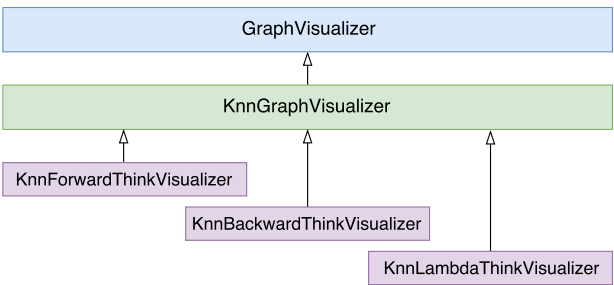 GraphVisualizer
KnnGraphVisualizer
KnnForwardThinkVisualizer
KnnBackwardThinkVisualizer
KnnLambdaThinkVisualizer